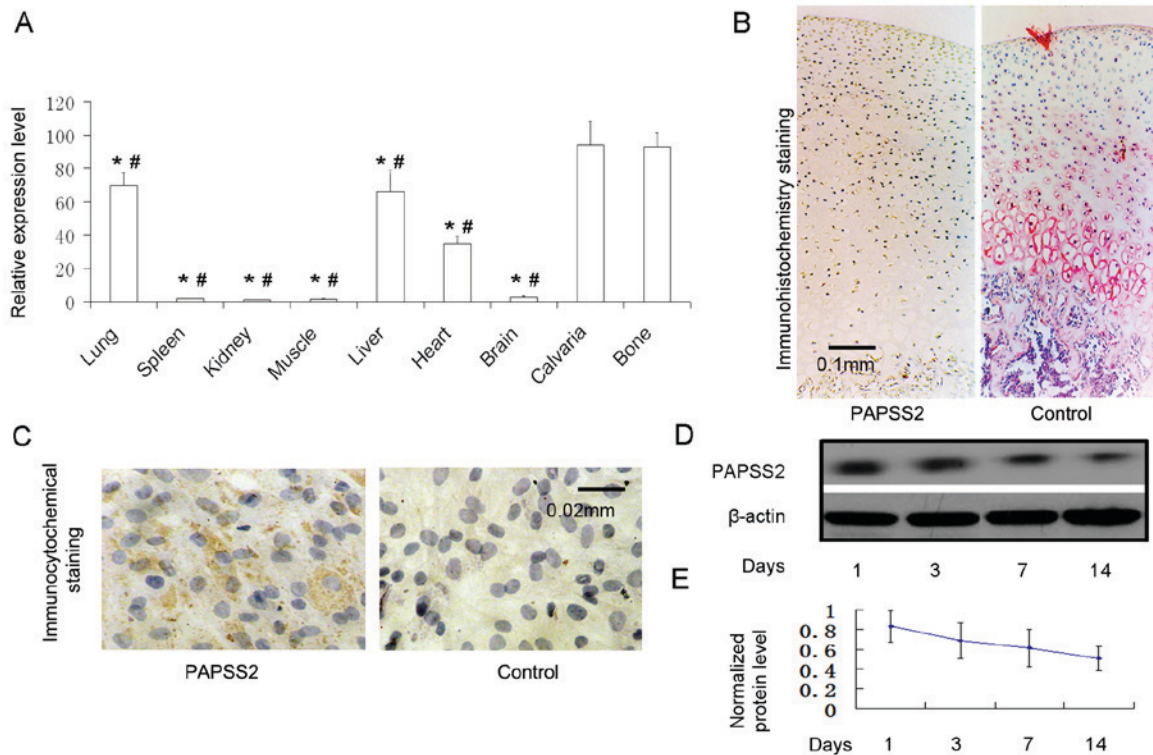 A
Relative expression level
120
100
80
60
40
20
0
* #
* #
* #
* #
* #
* #
* #
Lung
Spleen
Kidney
Muscle
Liver
Heart
Brain
Calvaria
Bone
B
Immunohistochemistry staining
0.1mm
PAPSS2
Control
C
Immunocytochemical
staining
0.02mm
PAPSS2
Control
D
PAPSS2
β-actin
Days 1 3 7 14
E
Normalized
protein level
1
0.8
0.6
0.4
0.2
0
Days 1 3 7 14